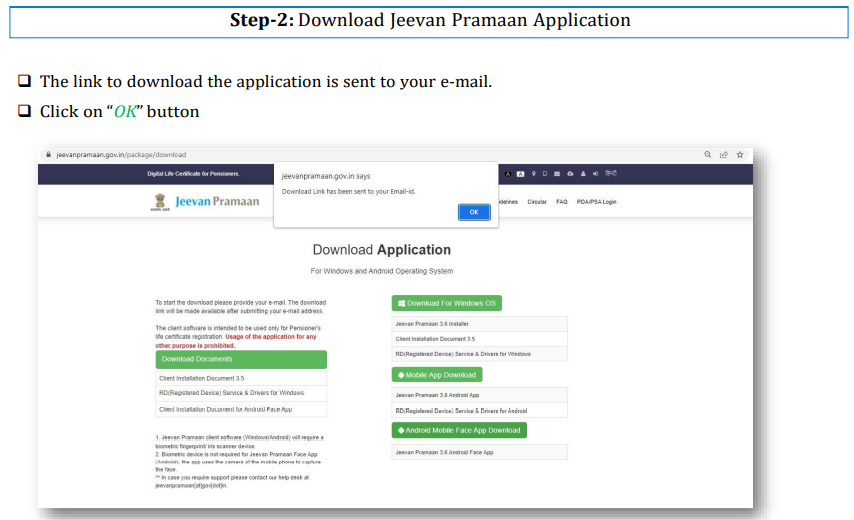 Step-2: Download Jeevan Pramaan Application
❑ The link to download the application is sent to your e-mail.
❑ Click on “OK” button
jeevanpramaan.gov.in/package/download
Digital Life Certificate for Pensioners.
jeevanpramaan.gov.in says
Download Link has been sent to your Email-id.
OK
A A हिन्दी
Jeevan Pramaan
idelines Circular FAQ PDA/PSA Login
Download Application
For Windows and Android Operating System
To start the download please provide your e-mail. The download
link will be made available after submitting your e-mail address.
The client software is intended to be used only for Pensioner's
life certificate registration. Usage of the application for any
other purpose is prohibited.
Download Documents
Client Installation Document 3.5
RD(Registered Device) Service & Drivers for Windows
Client Installation Document for Android Face App
1. Jeevan Pramaan client software (Windows/Android) will require a
biometric fingerprint/ iris scanner device.
2. Biometric device is not required for Jeevan Pramaan Face App
(Android), the app uses the camera of the mobile phone to capture
the face.
** In case you require support please contact our help desk at
jeevanpramaan[at]gov[dot]in.
Download For Windows OS
Jeevan Pramaan 3.6 Installer
Client Installation Document 3.5
RD(Registered Device) Service & Drivers for Windows
Mobile App Download
Jeevan Pramaan 3.6 Android App
RD(Registered Device) Service & Drivers for Android
Android Mobile Face App Download
Jeevan Pramaan 3.6 Android Face App